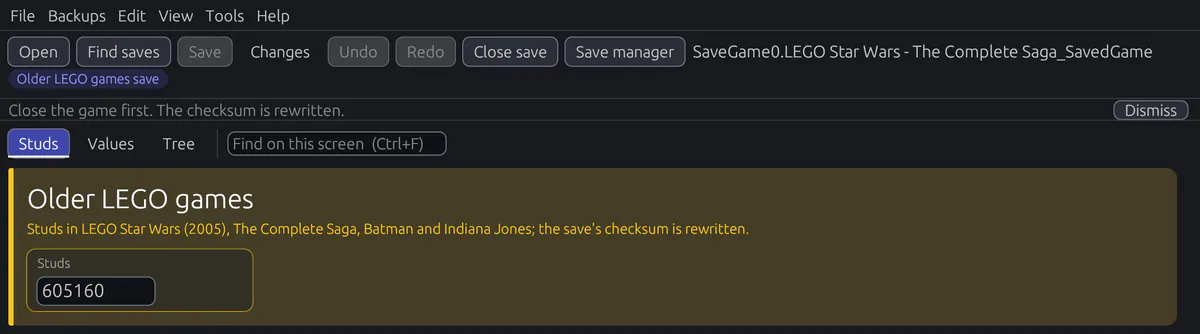 File Backups Edit View Tools Help
Open Find saves Save Changes Undo Redo Close save Save manager SaveGame0.LEGO Star Wars - The Complete Saga_SavedGame
Older LEGO games save
Close the game first. The checksum is rewritten. Dismiss
Studs Values Tree Find on this screen (Ctrl+F)
Older LEGO games
Studs in LEGO Star Wars (2005), The Complete Saga, Batman and Indiana Jones; the save's checksum is rewritten.
Studs
605160